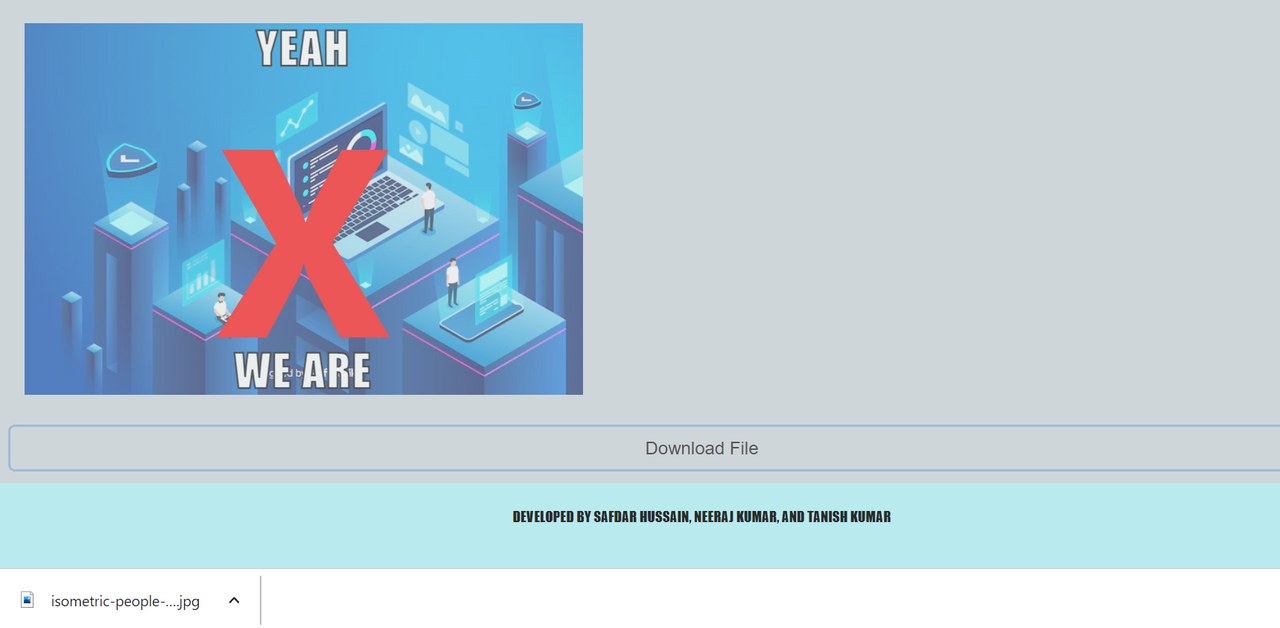 YEAH
X
WE ARE
Download File
DEVELOPED BY SAFDAR HUSSAIN, NEERAJ KUMAR, AND TANISH KUMAR
isometric-people-....jpg